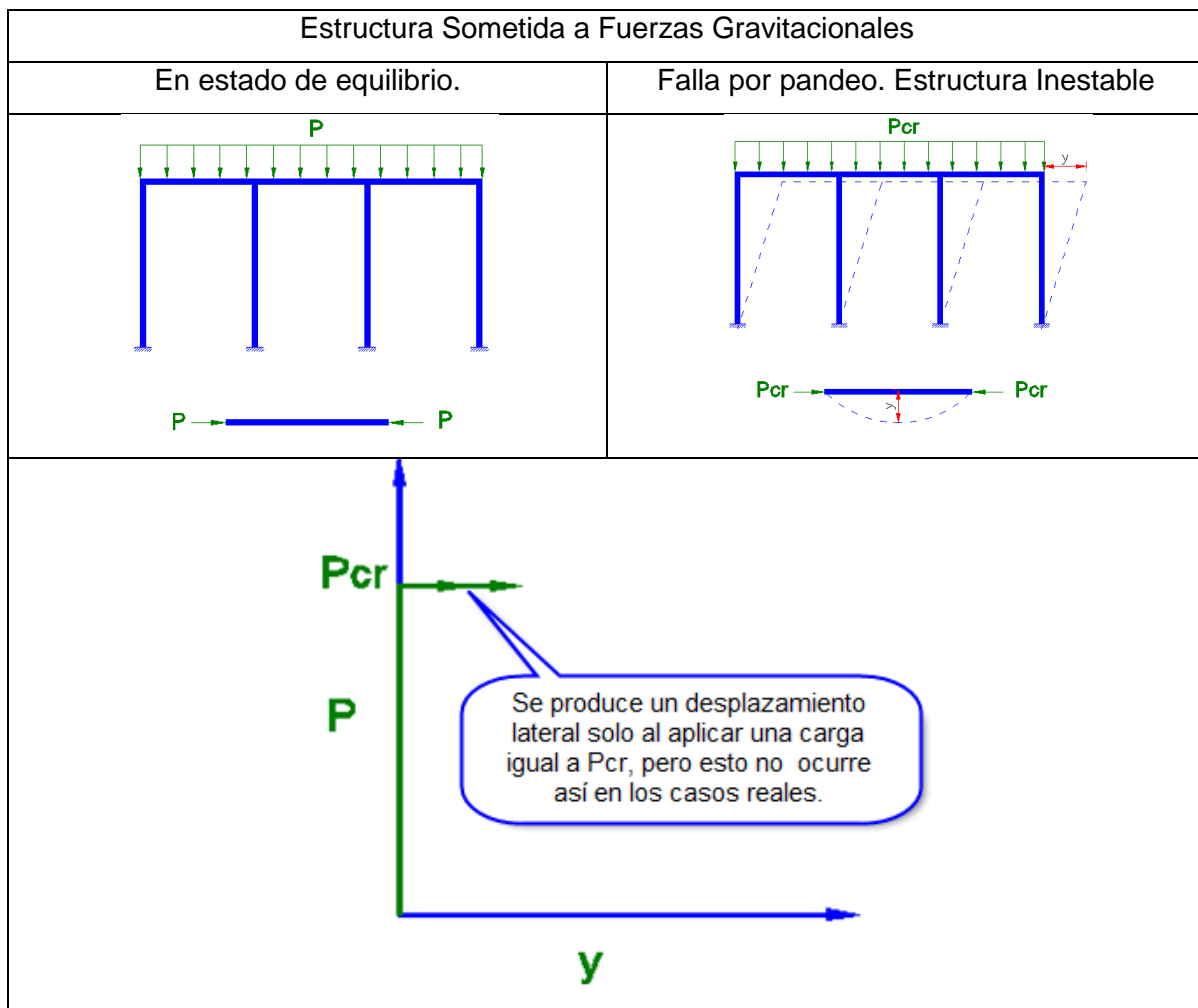 Estructura Sometida a Fuerzas Gravitacionales
En estado de equilibrio.
Falla por pandeo. Estructura Inestable
P
P
P
Pcr
y
Pcr
Pcr
y
Pcr
P
Se produce un desplazamiento
lateral solo al aplicar una carga
igual a Pcr, pero esto no ocurre
así en los casos reales.
y